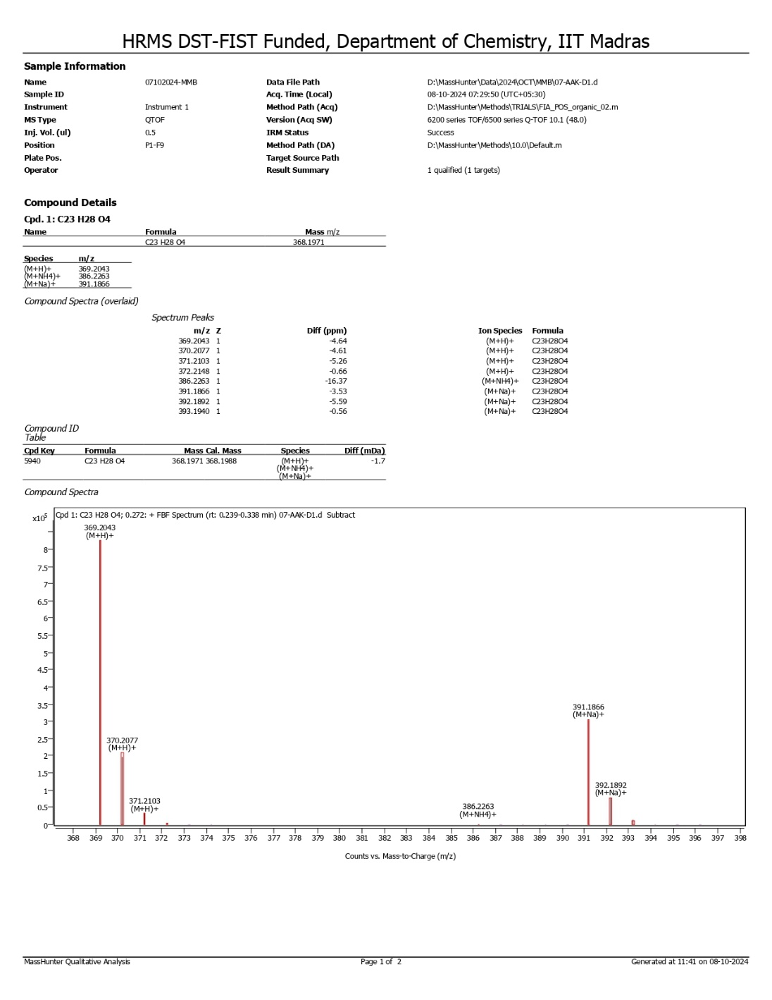 HRMS DST-FIST Funded, Department of Chemistry, IIT Madras
Sample Information
Name 07102024-MMB Data File Path D:\MassHunter\Data\2024\OCT\MMB\07-AAK-D1.d
Sample ID Acq. Time (Local) 08-10-2024 07:29:50 (UTC+05:30)
Instrument Instrument 1 Method Path (Acq) D:\MassHunter\Methods\TRIALS\FIA_POS_organic_02.m
MS Type QTOF Version (Acq SW) 6200 series TOF/6500 series Q-TOF 10.1 (48.0)
Inj. Vol. (ul) 0.5 IRM Status Success
Position P1-F9 Method Path (DA) D:\MassHunter\Methods\10.0\Default.m
Plate Pos. Target Source Path
Operator Result Summary 1 qualified (1 targets)
Compound Details
Cpd. 1: C23 H28 O4
Name Formula Mass m/z
C23 H28 O4 368.1971
Species m/z
(M+H)+ 369.2043
(M+NH4)+ 386.2263
(M+Na)+ 391.1866
Compound Spectra (overlaid)
Spectrum Peaks
m/z Z Diff (ppm) Ion Species Formula
369.2043 1 -4.64 (M+H)+ C23H28O4
370.2077 1 -4.61 (M+H)+ C23H28O4
371.2103 1 -5.26 (M+H)+ C23H28O4
372.2148 1 -0.66 (M+H)+ C23H28O4
386.2263 1 -16.37 (M+NH4)+ C23H28O4
391.1866 1 -3.53 (M+Na)+ C23H28O4
392.1892 1 -5.59 (M+Na)+ C23H28O4
393.1940 1 -0.56 (M+Na)+ C23H28O4
Compound ID
Table
Cpd Key Formula Mass Cal. Mass Species Diff (mDa)
5940 C23 H28 O4 368.1971 368.1988 (M+H)+ -1.7
(M+NH4)+
(M+Na)+
Compound Spectra
x10⁵ Cpd 1: C23 H28 O4; 0.272: + FBF Spectrum (rt: 0.239-0.338 min) 07-AAK-D1.d Subtract
369.2043
(M+H)+
8
7.5
7
6.5
6
5.5
5
4.5
4
3.5
391.1866
(M+Na)+
3
2.5
370.2077
(M+H)+
2
1.5
392.1892
(M+Na)+
1
371.2103
(M+H)+
386.2263
(M+NH4)+
0.5
0
368 369 370 371 372 373 374 375 376 377 378 379 380 381 382 383 384 385 386 387 388 389 390 391 392 393 394 395 396 397 398
Counts vs. Mass-to-Charge (m/z)
MassHunter Qualitative Analysis Page 1 of 2 Generated at 11:41 on 08-10-2024